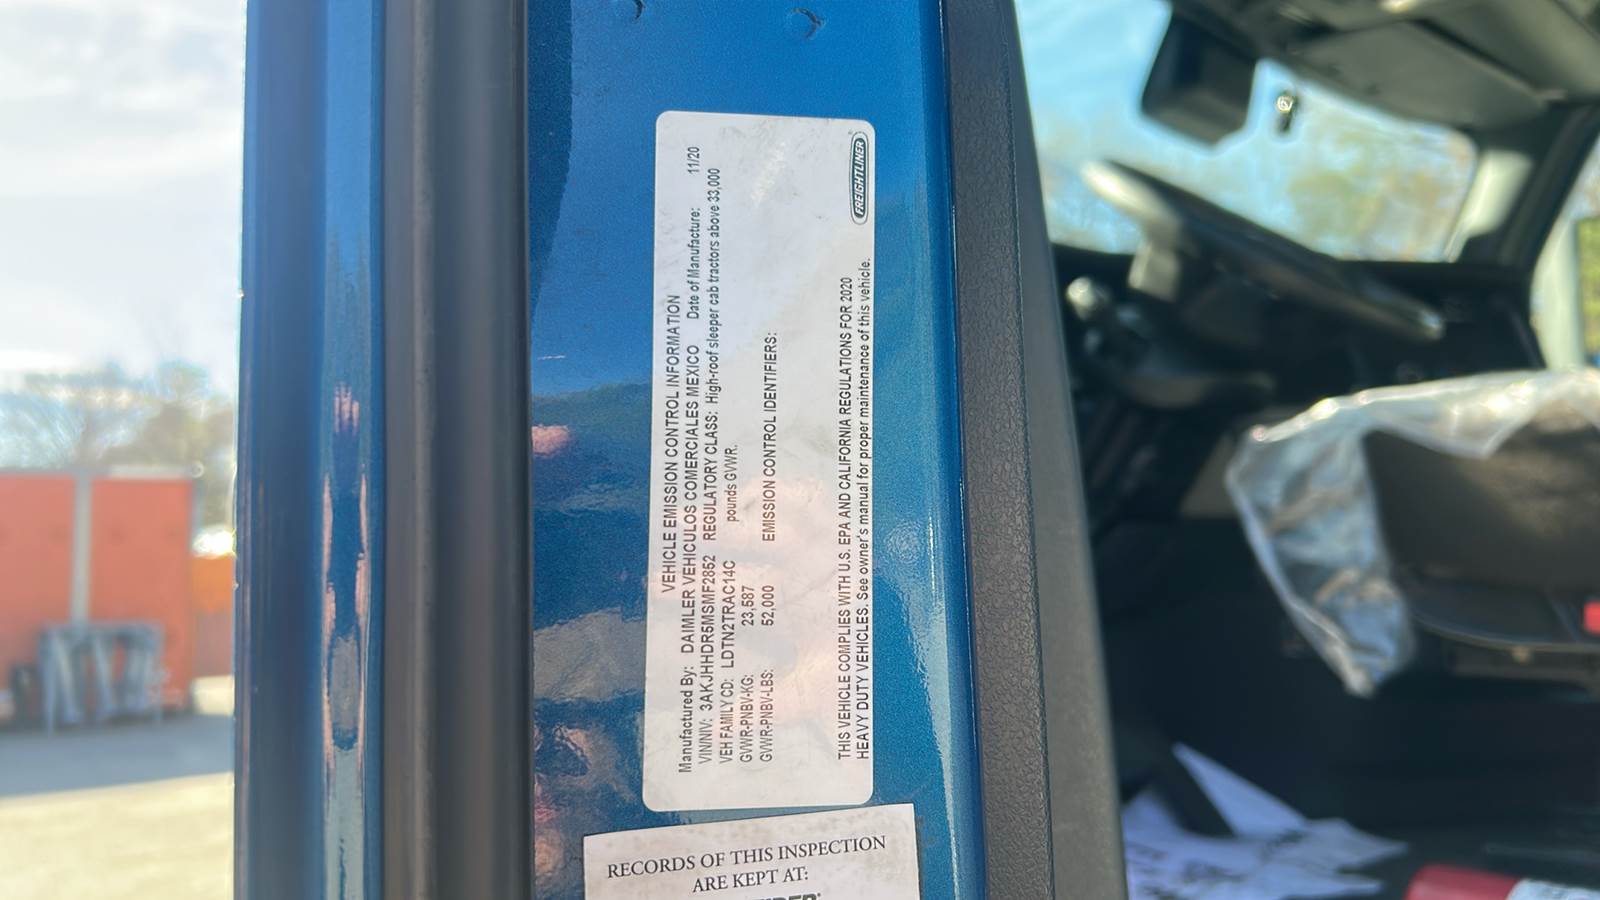 FREIGHTLINER
VEHICLE EMISSION CONTROL INFORMATION
Manufactured By: DAIMLER VEHICULOS COMERCIALES MEXICO Date of Manufacture: 11/20
VIN/NIV: 3AKJHHDR5MSMF2852 REGULATORY CLASS: High-roof sleeper cab tractors above 33,000
VEH FAMILY CD: LDTN2TRAC14C pounds GVWR.
GVWR-PNBV-KG: 23,587
GVWR-PNBV-LBS: 52,000 EMISSION CONTROL IDENTIFIERS:
THIS VEHICLE COMPLIES WITH U.S. EPA AND CALIFORNIA REGULATIONS FOR 2020
HEAVY DUTY VEHICLES. See owner's manual for proper maintenance of this vehicle.
RECORDS OF THIS INSPECTION
ARE KEPT AT: